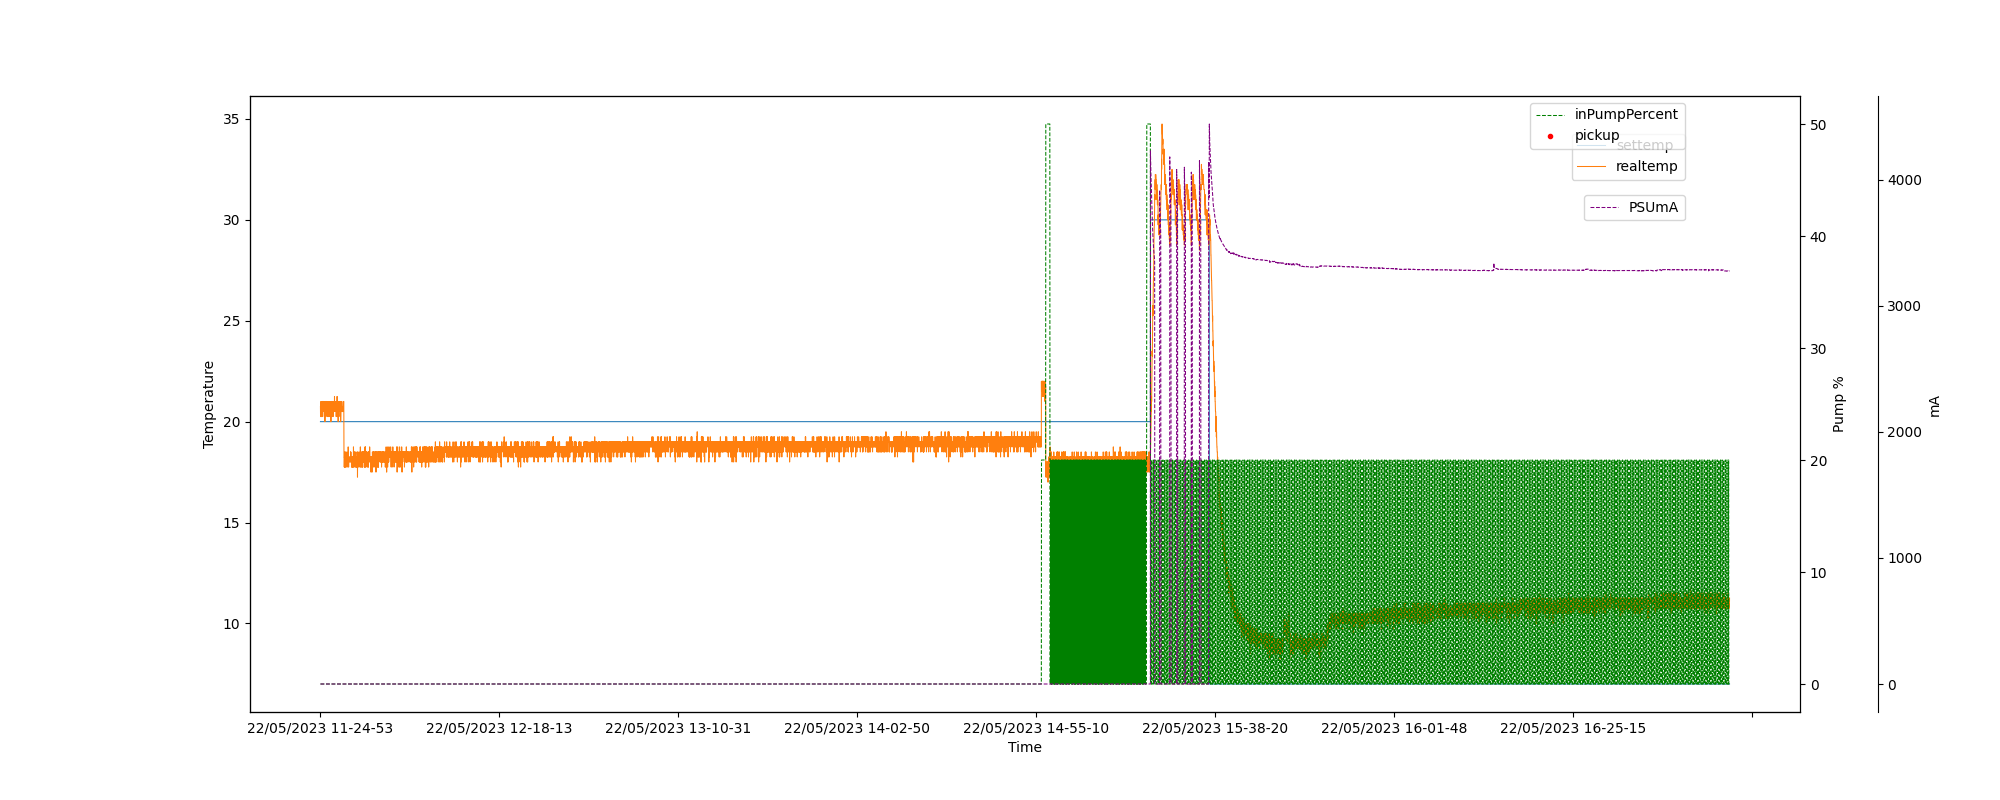 35
30
25
20
15
10
Temperature
22/05/2023 11-24-53
22/05/2023 12-18-13
22/05/2023 13-10-31
22/05/2023 14-02-50
22/05/2023 14-55-10
22/05/2023 15-38-20
22/05/2023 16-01-48
22/05/2023 16-25-15
Time
inPumpPercent
pickup
settemp
realtemp
PSUmA
50
40
30
20
10
0
Pump %
4000
3000
2000
1000
0
mA